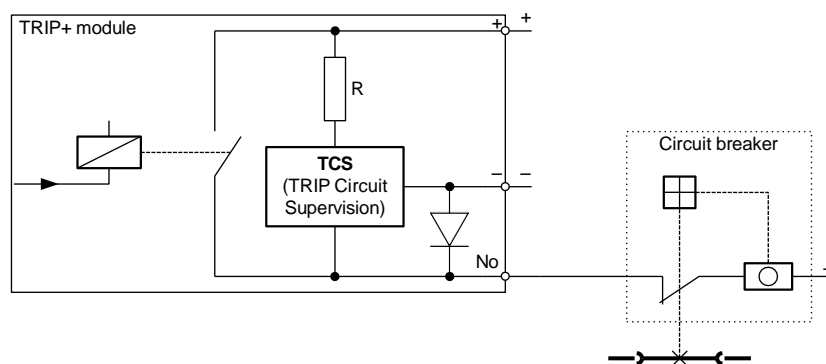 TRIP+ module
+ +
R
TCS
(TRIP Circuit
Supervision)
− −
No
Circuit breaker
−